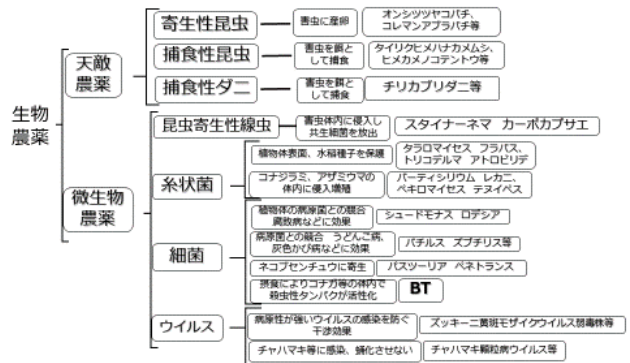 生物
農薬
天敵
農薬
寄生性昆虫
害虫に産卵
オンシツツヤコバチ、
コレマンアブラバチ等
捕食性昆虫
害虫を餌と
して捕食
タイリクヒメハナカメムシ、
ヒメカメノコテントウ等
捕食性ダニ
害虫を餌と
して捕食
チリカブリダニ等
微生物
農薬
昆虫寄生性線虫
害虫体内に侵入し
共生細菌を放出
スタイナーネマ カーポカプサエ
糸状菌
植物体表面、水稲種子を保護
タラロマイセス フラバス、
トリコデルマ アトロビリデ
コナジラミ、アザミウマの
体内に侵入増殖
バーティシリウム レカニ、
ペキロマイセス テヌイペス
細菌
植物体の病原菌との競合
腐敗病などに効果
シュードモナス ロデシア
病原菌との競合 うどんこ病、
灰色かび病などに効果
バチルス ズブチリス等
ネコブセンチュウに寄生
パスツーリア ペネトランス
摂食によりコナガ等の体内で
殺虫性タンパクが活性化
BT
ウイルス
病原性が強いウイルスの感染を防ぐ
干渉効果
ズッキーニ黄斑モザイクウイルス弱毒株等
チャハマキ等に感染、蛹化させない
チャハマキ顆粒病ウイルス等